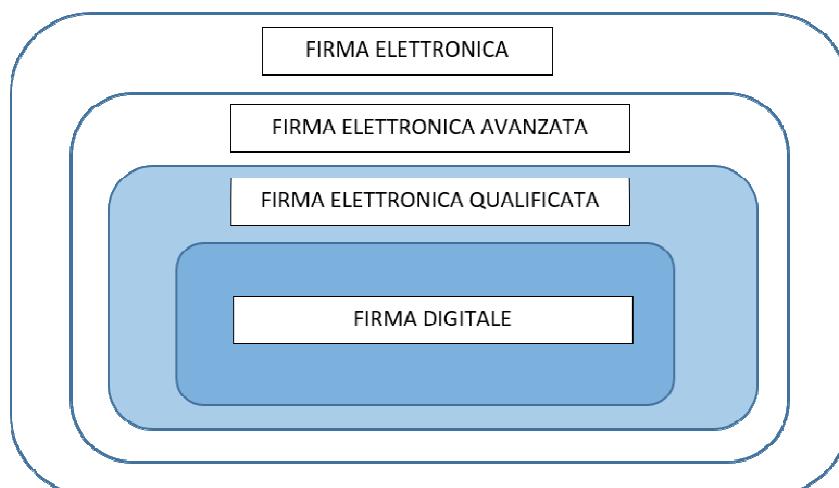 FIRMA ELETTRONICA
FIRMA ELETTRONICA AVANZATA
FIRMA ELETTRONICA QUALIFICATA
FIRMA DIGITALE